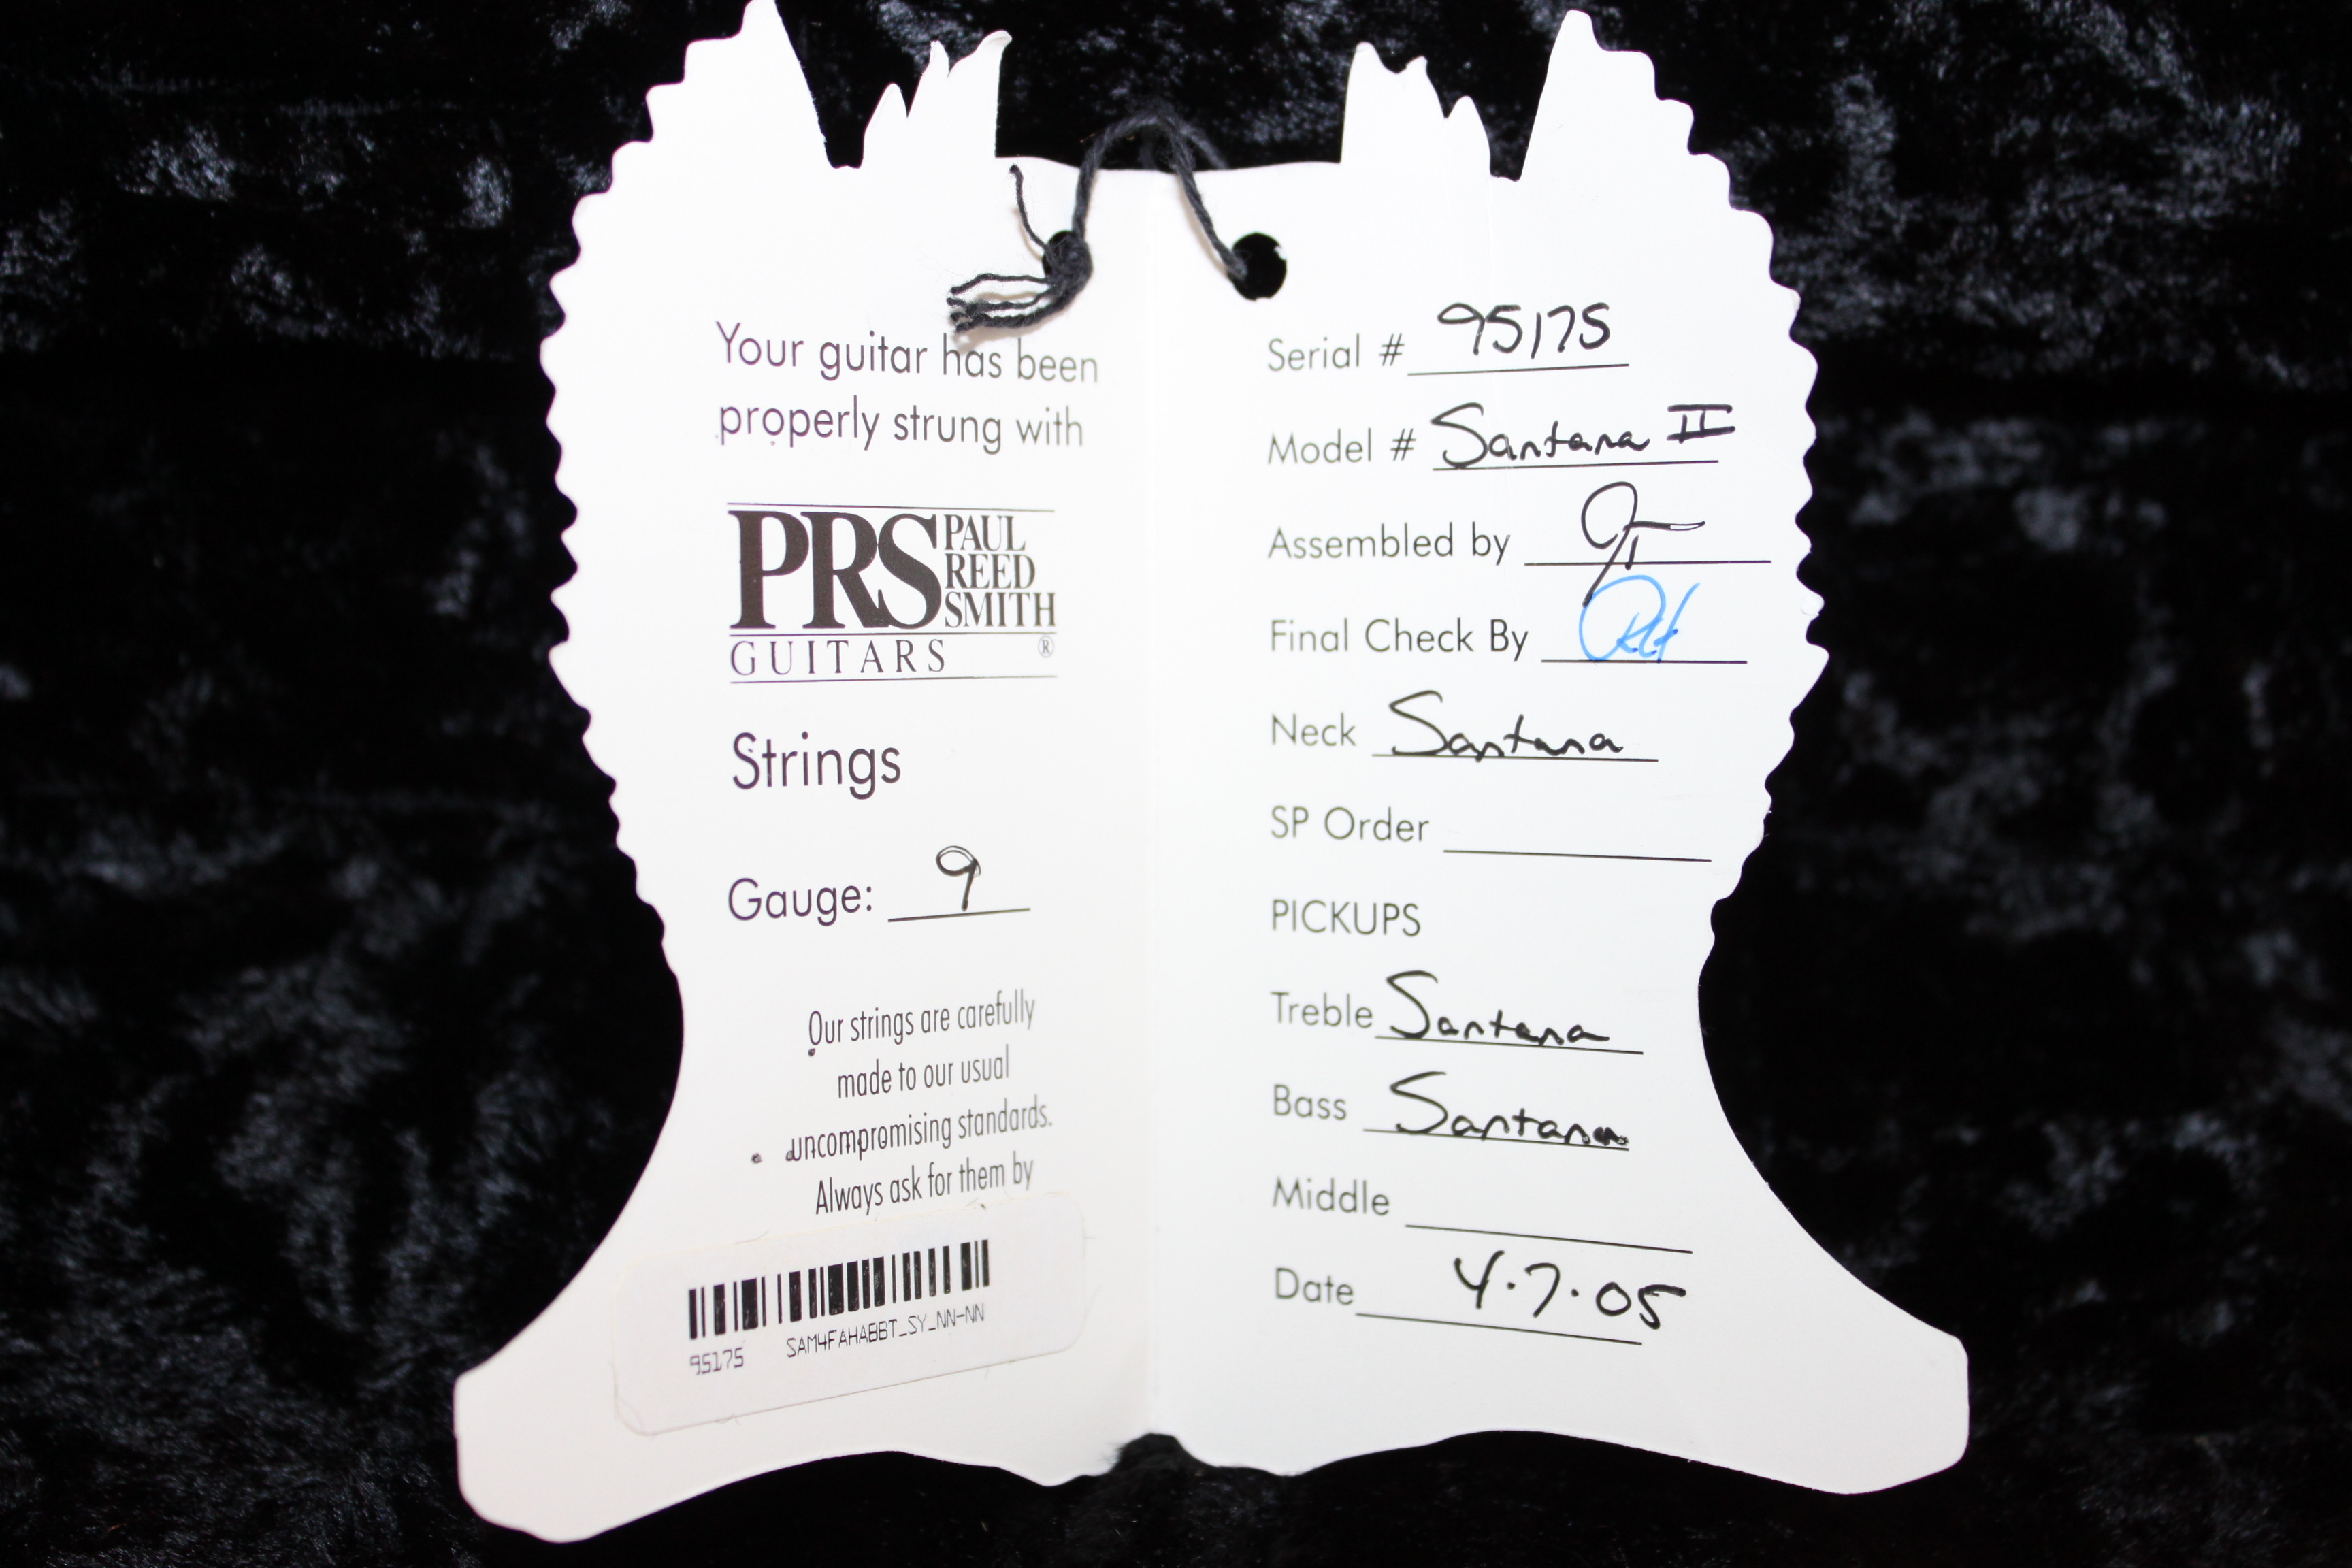 Your guitar has been
properly strung with
PRS PAUL
REED
SMITH
GUITARS ®
Strings
Gauge: 9
Our strings are carefully
made to our usual
uncompromising standards.
Always ask for them by
95175 SAM4FAHABBT_SY_NN-NN
Serial # 95175
Model # Santana II
Assembled by
Final Check By
Neck Santana
SP Order
PICKUPS
Treble Santana
Bass Santana
Middle
Date 4.7.05